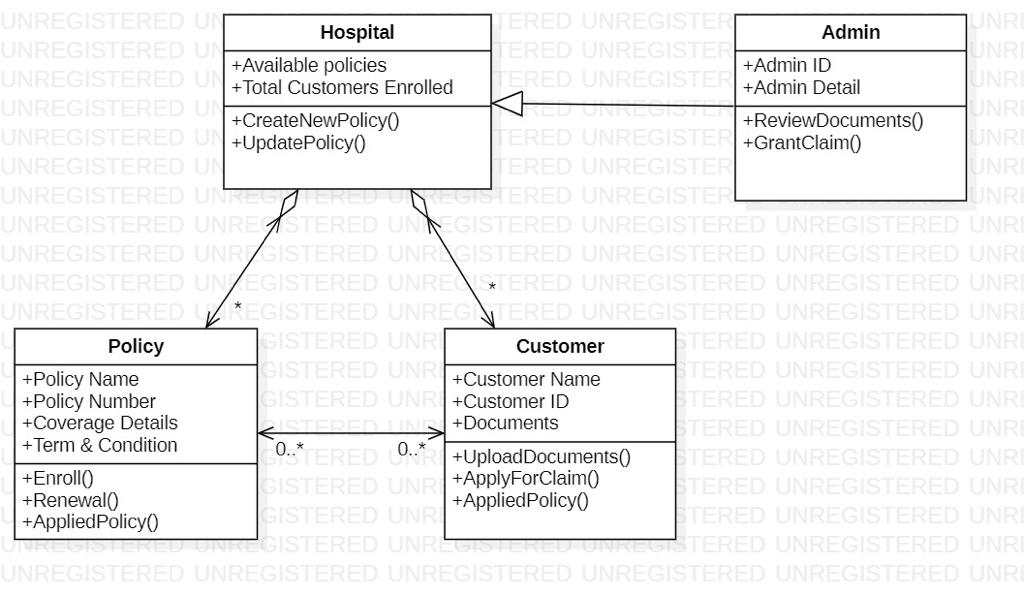 Hospital
+Available policies
+Total Customers Enrolled
+CreateNewPolicy()
+UpdatePolicy()
Admin
+Admin ID
+Admin Detail
+ReviewDocuments()
+GrantClaim()
*
*
Policy
+Policy Name
+Policy Number
+Coverage Details
+Term & Condition
+Enroll()
+Renewal()
+AppliedPolicy()
0..*
0..*
Customer
+Customer Name
+Customer ID
+Documents
+UploadDocuments()
+ApplyForClaim()
+AppliedPolicy()
UNREGISTERED UNREGISTERED UNREGISTERED UNREGISTERED UNREGISTERED